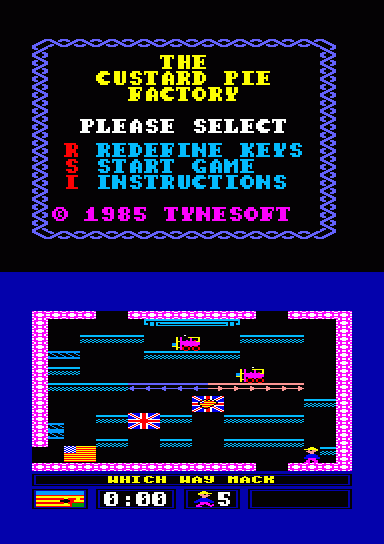 THE
CUSTARD PIE
FACTORY
PLEASE SELECT
R REDEFINE KEYS
S START GAME
I INSTRUCTIONS
© 1985 TYNESOFT
WHICH WAY MACK
0:00 5